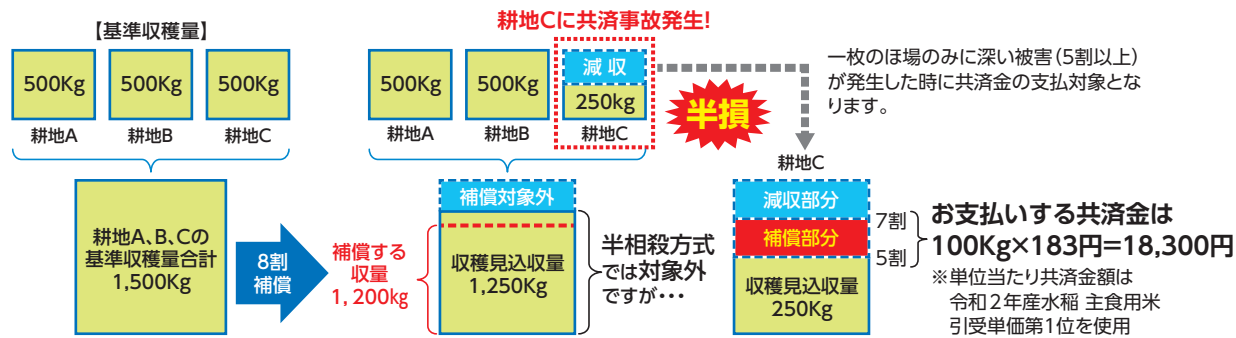 【基準収穫量】
500Kg
500Kg
500Kg
耕地A
耕地B
耕地C
耕地A、B、Cの
基準収穫量合計
1,500Kg
8割
補償
耕地Cに共済事故発生!
500Kg
500Kg
減 収
250kg
耕地A
耕地B
耕地C
半損
補償する
収量
1,200㎏
補償対象外
収穫見込収量
1,250Kg
半相殺方式
では対象外
ですが・・・
一枚のほ場のみに深い被害（5割以上）
が発生した時に共済金の支払対象とな
ります。
耕地C
減収部分
補償部分
収穫見込収量
250Kg
7割
5割
お支払いする共済金は
100Kg×183円=18,300円
※単位当たり共済金額は
令和２年産水稲 主食用米
引受単価第1位を使用